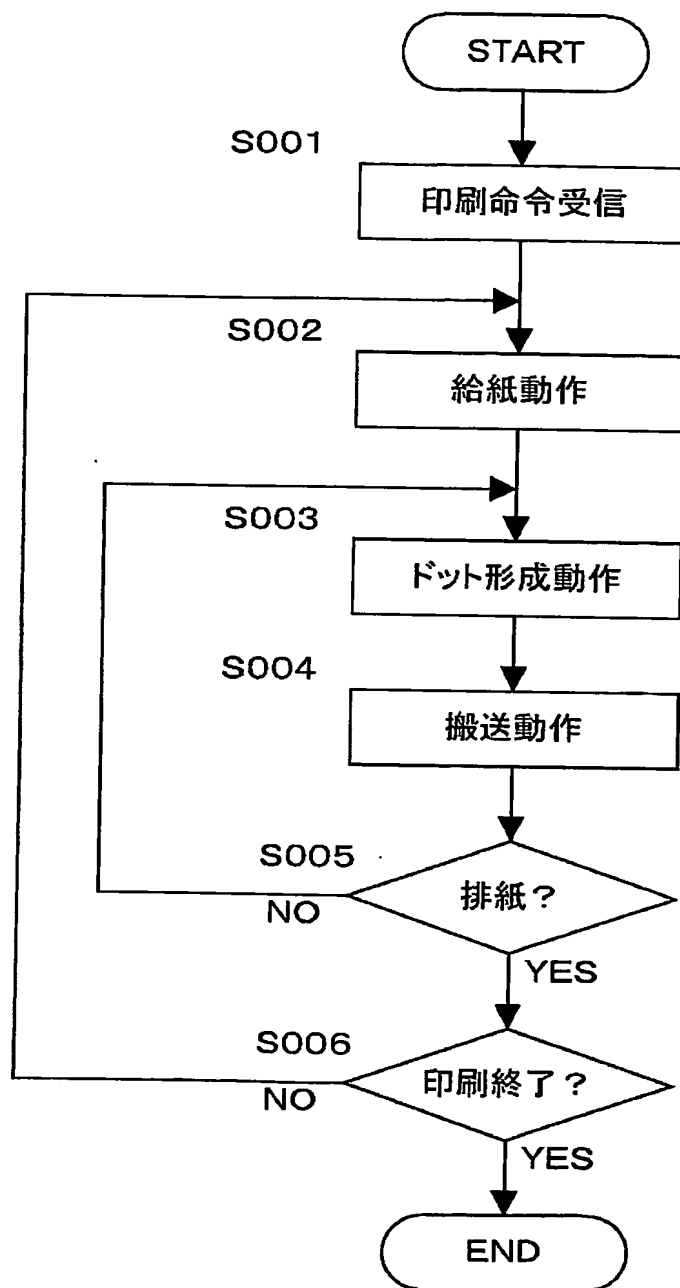 START
S001
印刷命令受信
S002
給紙動作
S003
ドット形成動作
S004
搬送動作
S005
排紙？
NO
YES
S006
印刷終了？
NO
YES
END